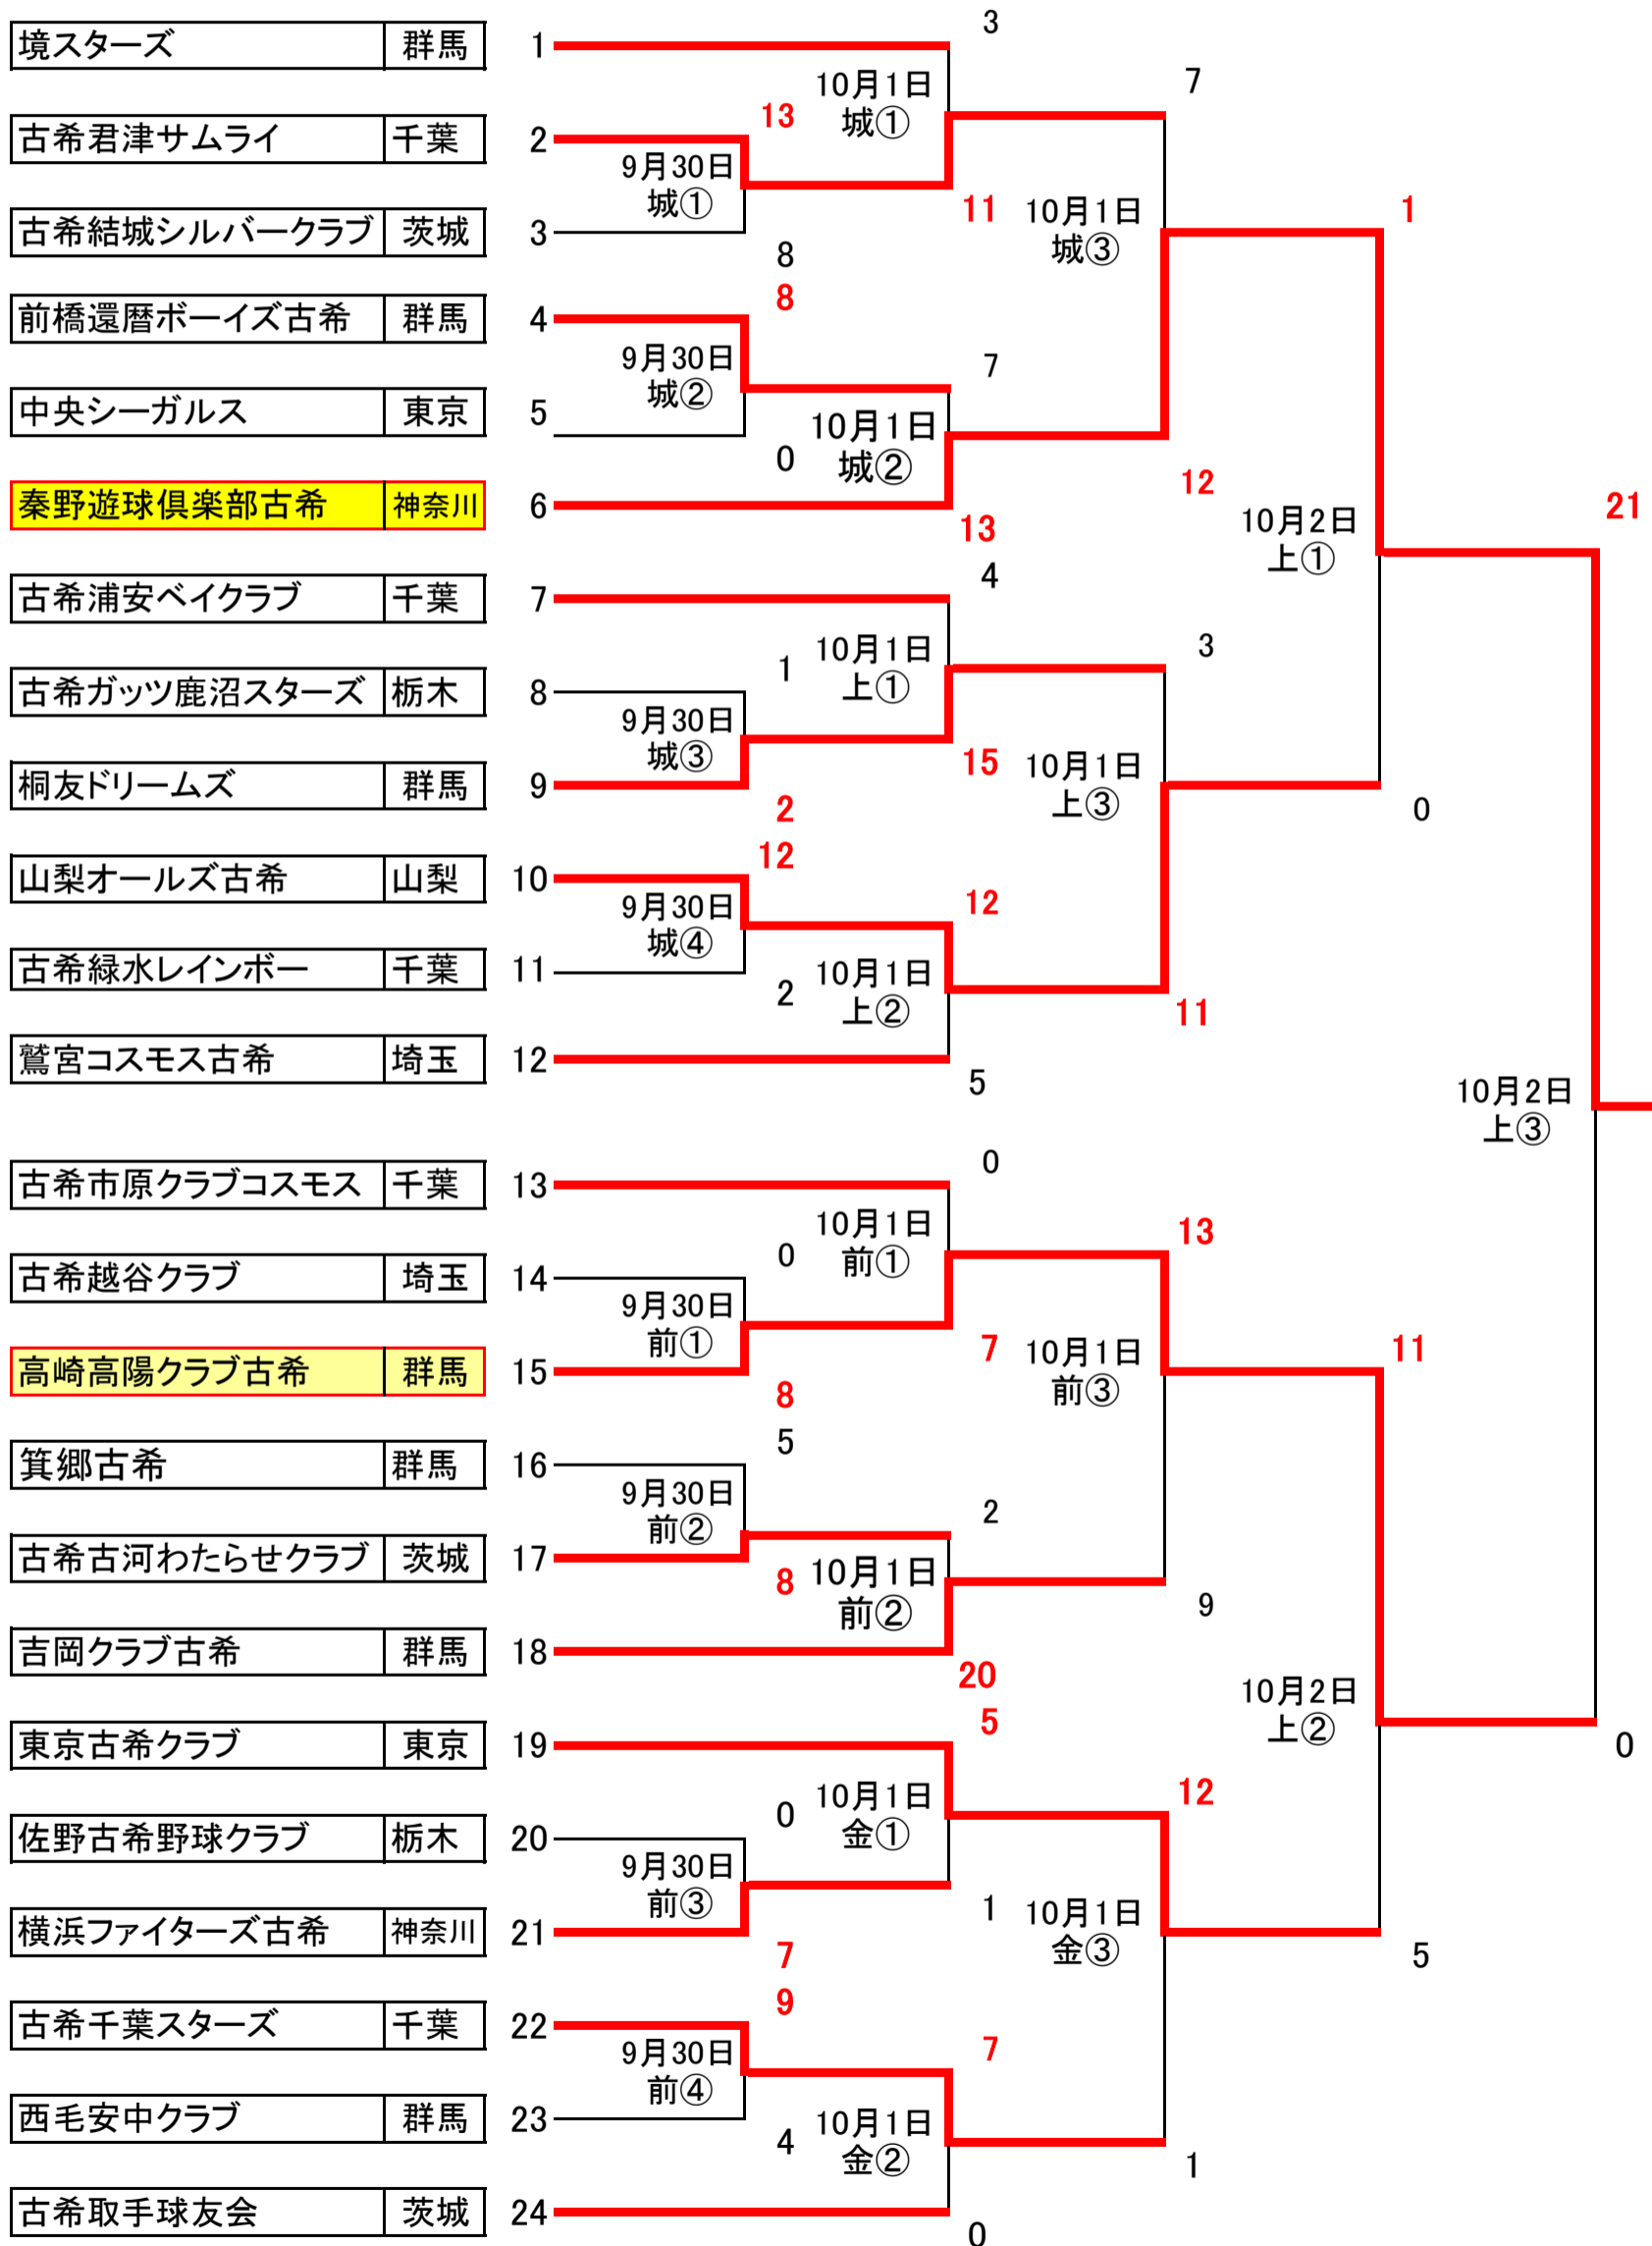 境スターズ 群馬 1
3
7
10月1日
城①
13
古希君津サムライ 千葉 2
9月30日
城①
11
10月1日
城③
1
古希結城シルバークラブ 茨城 3
8
8
前橋還暦ボーイズ古希 群馬 4
9月30日
城②
7
中央シーガルス 東京 5
0
10月1日
城②
12
秦野遊球倶楽部古希 神奈川 6
13
10月2日
上①
21
4
古希浦安ベイクラブ 千葉 7
1
10月1日
上①
3
古希ガッツ鹿沼スターズ 栃木 8
9月30日
城③
15
10月1日
上③
桐友ドリームズ 群馬 9
2
0
12
山梨オールズ古希 山梨 10
9月30日
城④
12
古希緑水レインボー 千葉 11
2
10月1日
上②
11
鷲宮コスモス古希 埼玉 12
5
10月2日
上③
0
古希市原クラブコスモス 千葉 13
10月1日
前①
13
0
古希越谷クラブ 埼玉 14
9月30日
前①
7
10月1日
前③
11
高崎高陽クラブ古希 群馬 15
8
5
箕郷古希 群馬 16
9月30日
前②
2
古希古河わたらせクラブ 茨城 17
8
10月1日
前②
9
吉岡クラブ古希 群馬 18
20
10月2日
上②
5
東京古希クラブ 東京 19
0
0
10月1日
金①
12
佐野古希野球クラブ 栃木 20
9月30日
前③
1
10月1日
金③
横浜ファイターズ古希 神奈川 21
7
5
9
古希千葉スターズ 千葉 22
9月30日
前④
7
西毛安中クラブ 群馬 23
4
10月1日
金②
1
古希取手球友会 茨城 24
0